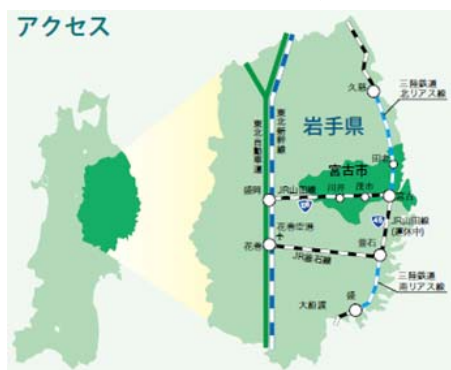 アクセス
久慈
三陸鉄道
北リアス線
東北自動車道
東北新幹線
岩手県
田老
宮古市
盛岡
JR山田線
川井
茂市
宮古
106
45
JR山田線
(運休中)
花巻空港
花巻
釜石
JR釜石線
三陸鉄道
南リアス線
大船渡
盛